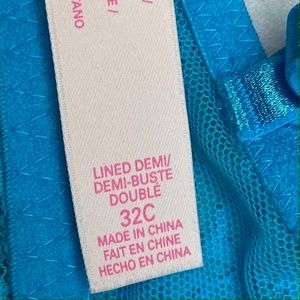 LINED DEMI/
DEMI-BUSTE
DOUBLÉ
32C
MADE IN CHINA
FAIT EN CHINE
HECHO EN CHINA